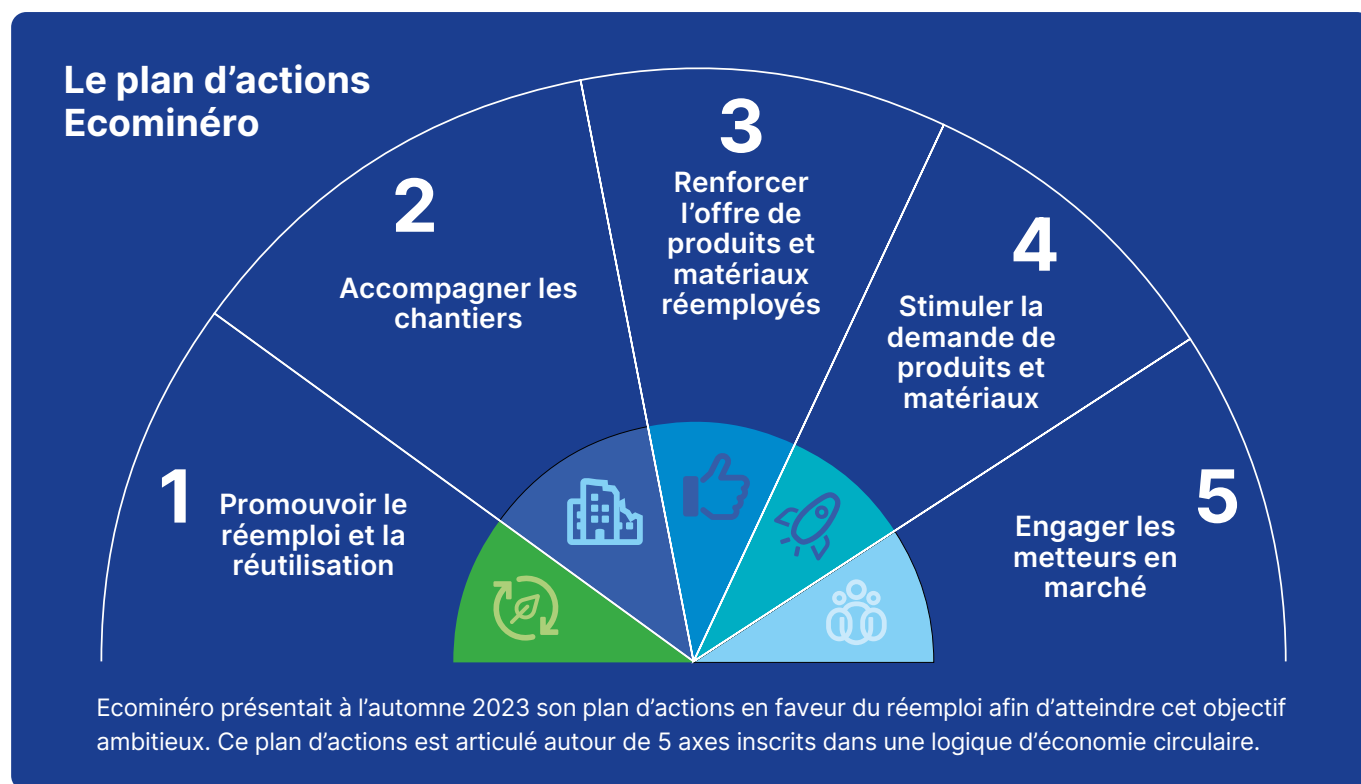 Le plan d’actions
Ecominéro
1
Promouvoir le
réemploi et la
réutilisation
2
Accompagner les
chantiers
3
Renforcer
l’offre de
produits et
matériaux
réemployés
4
Stimuler la
demande de
produits et
matériaux
5
Engager les
metteurs en
marché
Ecominéro présentait à l’automne 2023 son plan d’actions en faveur du réemploi afin d’atteindre cet objectif
ambitieux. Ce plan d’actions est articulé autour de 5 axes inscrits dans une logique d’économie circulaire.